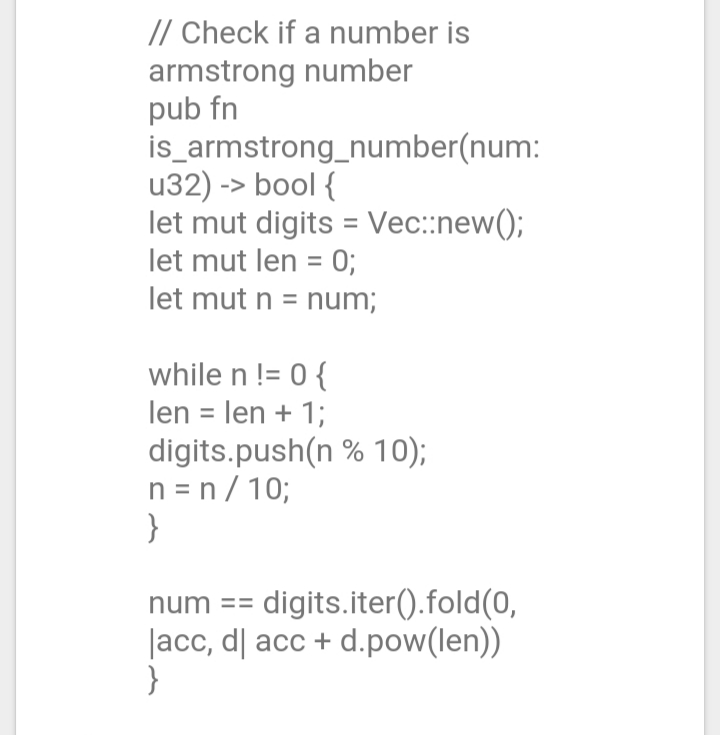 // Check if a number is
armstrong number
pub fn
is_armstrong_number(num:
u32) -> bool {
let mut digits = Vec::new();
let mut len = 0;
let mut n = num;

while n != 0 {
len = len + 1;
digits.push(n % 10);
n = n / 10;
}

num == digits.iter().fold(0,
|acc, d| acc + d.pow(len))
}